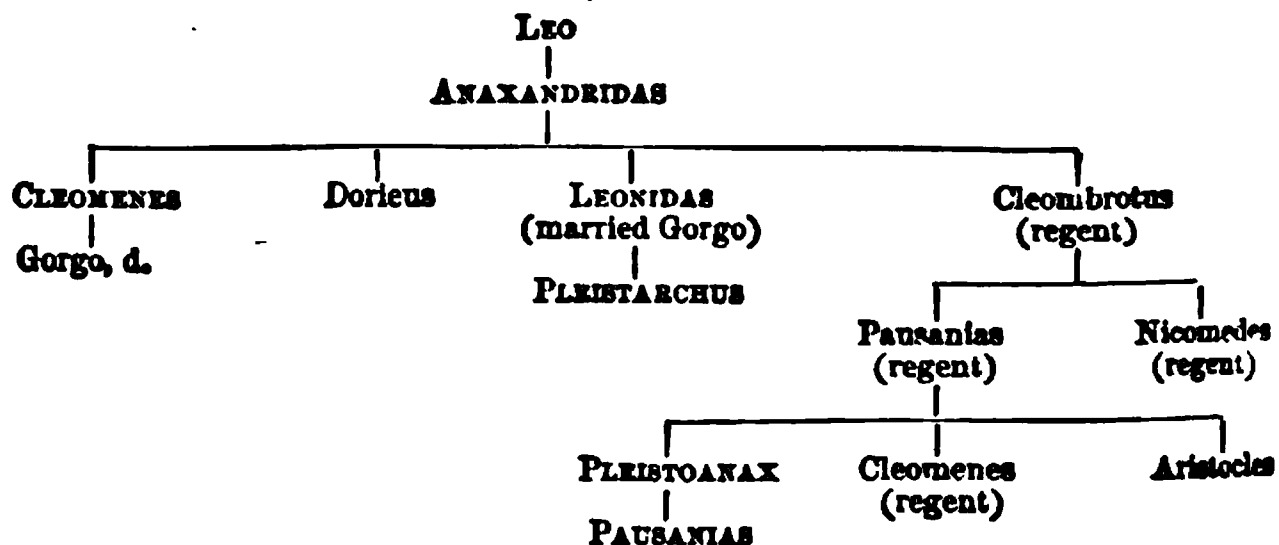 LEO
ANAXANDRIDAS
CLEOMENES Dorieus LEONIDAS Cleombrotus
(married Gorgo) (regent)
Gorgo, d.
PLEISTARCHUS
Pausanias Nicomedes
(regent) (regent)
PLEISTOANAX Cleomenes Aristocles
(regent)
PAUSANIAS